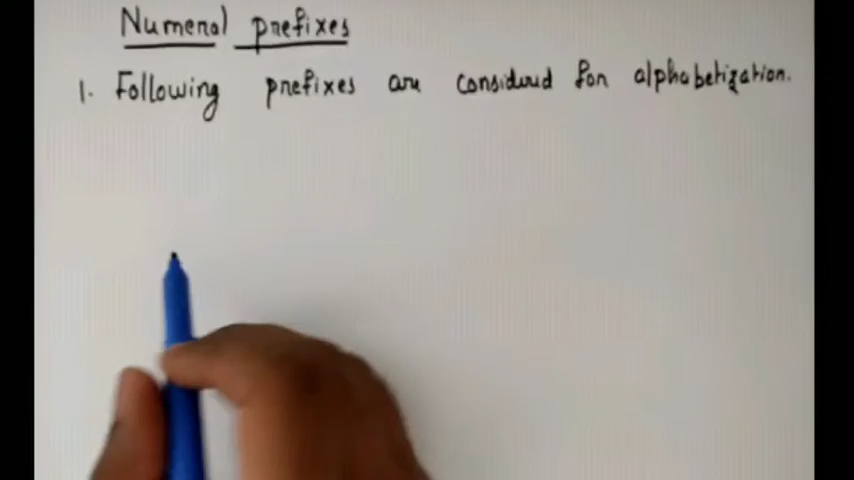 Numeral prefixes
1. Following prefixes are considered for alphabetization.